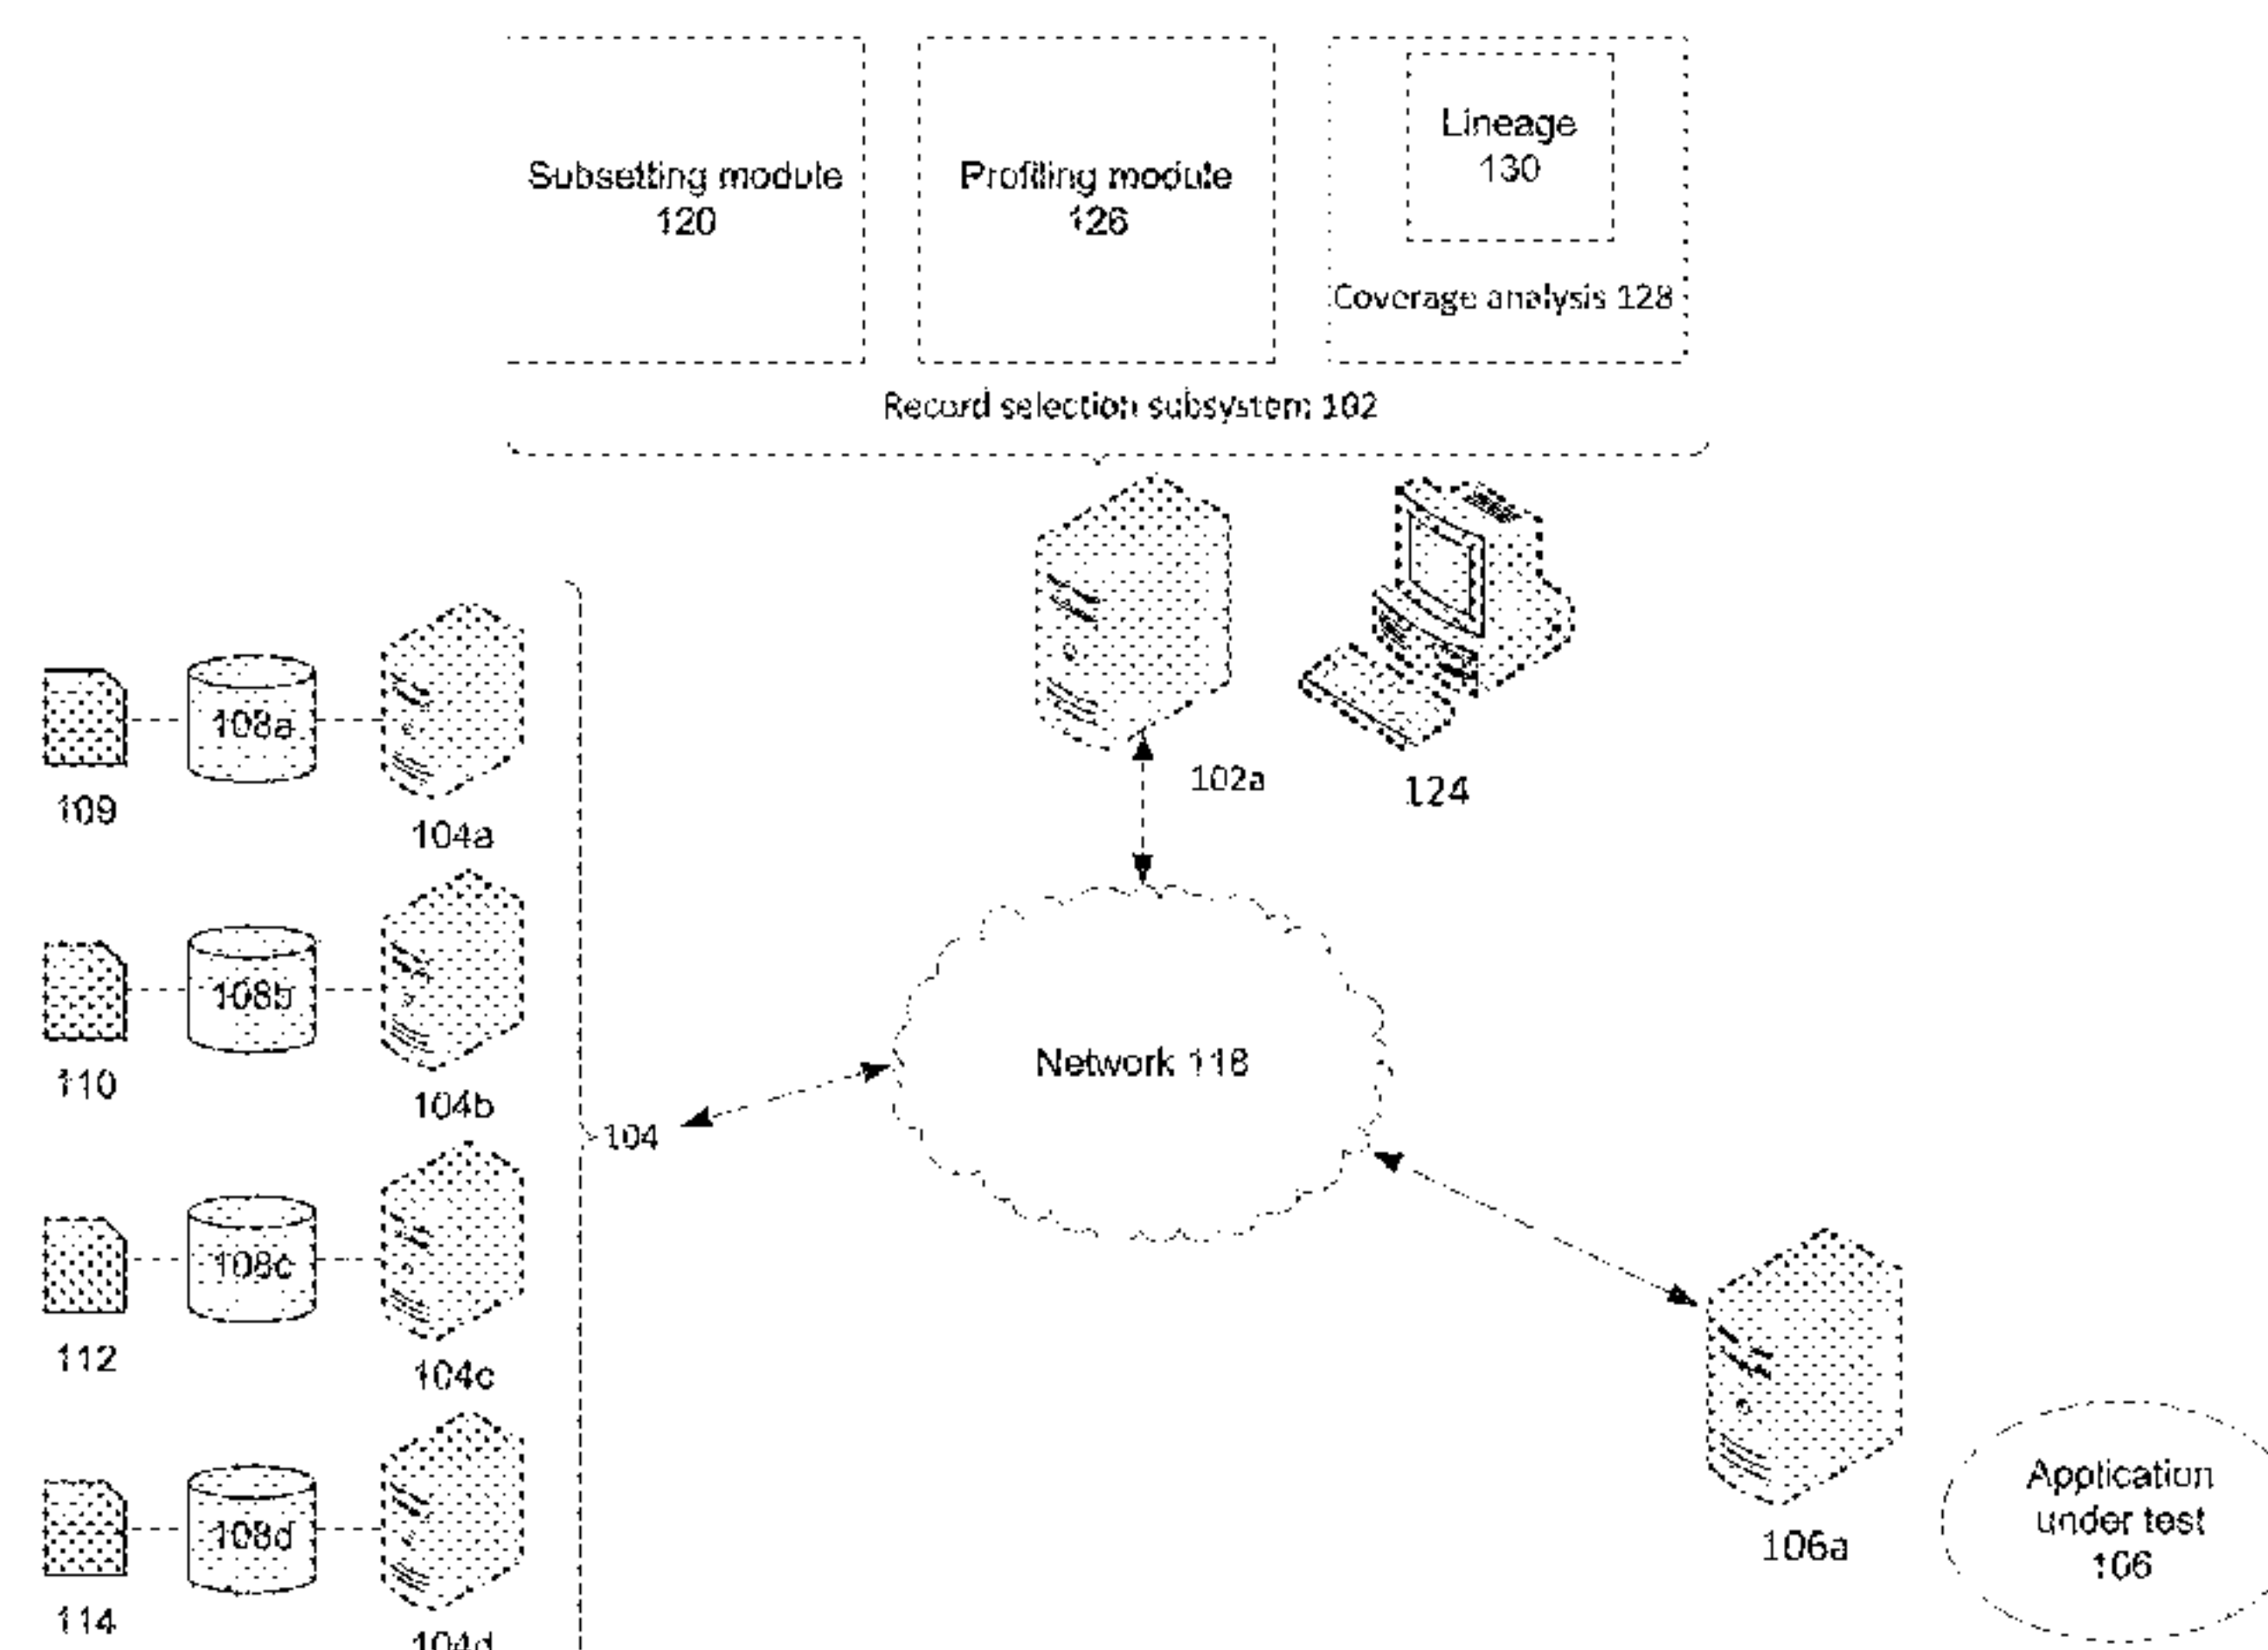 Subsetting module
120
Profiling module
126
Lineage
130
Coverage analysis 128
Record selection subsystem 102
102a
124
108a
109
104a
108b
110
104b
104
Network 118
108c
112
104c
108d
114
104d
106a
Application
under test
106